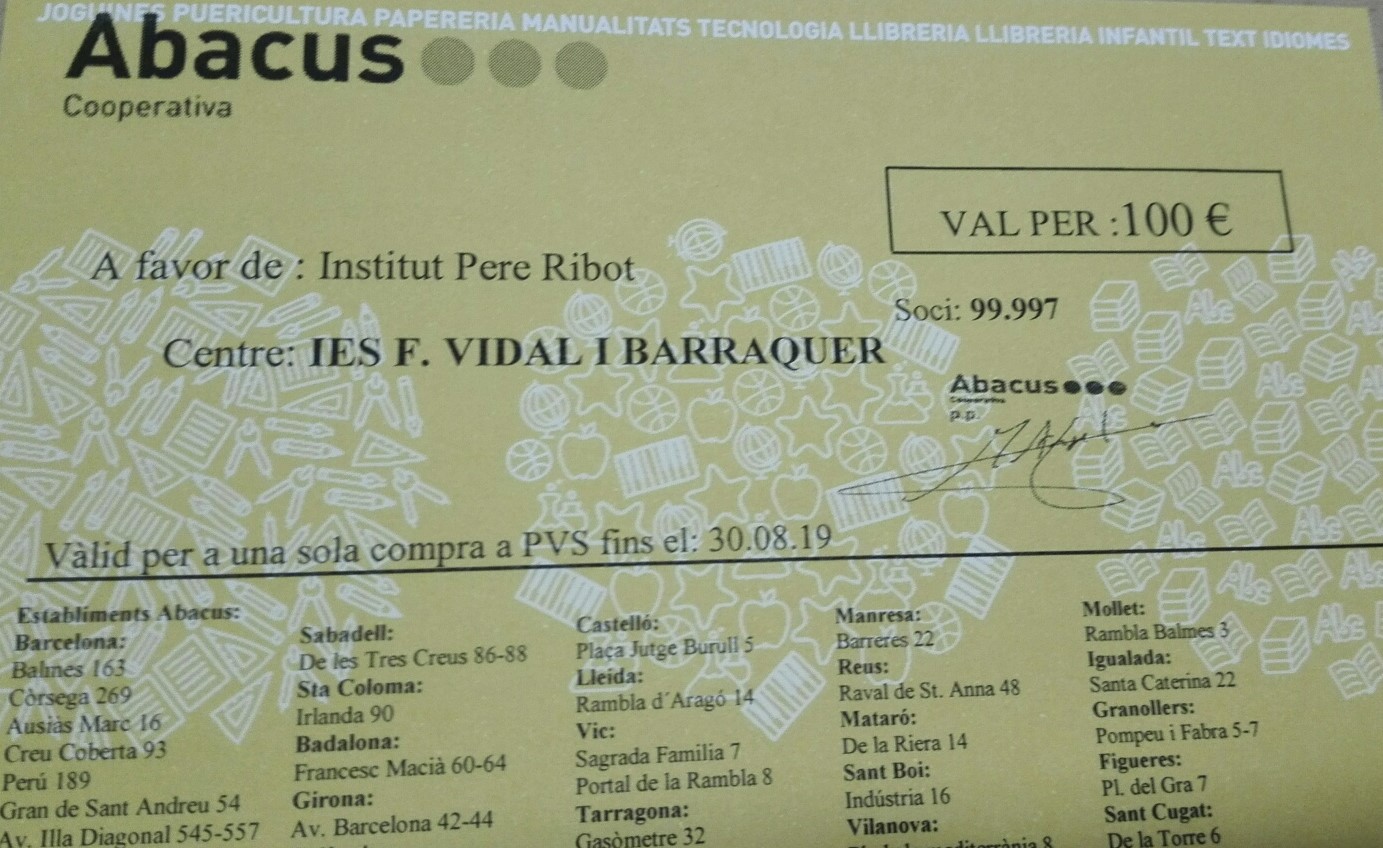 JOGUINES PUERICULTURA PAPERERIA MANUALITATS TECNOLOGIA LLIBRERIA LLIBRERIA INFANTIL TEXT IDIOMES
Abacus
Cooperativa
VAL PER :100 €
A favor de : Institut Pere Ribot
Soci: 99.997
Centre: IES F. VIDAL I BARRAQUER
Abacus
Cooperativa
p.p.
Vàlid per a una sola compra a PVS fins el: 30.08.19
Establiments Abacus:
Barcelona:
Balmes 163
Còrsega 269
Ausiàs Marc 16
Creu Coberta 93
Perú 189
Gran de Sant Andreu 54
Av. Illa Diagonal 545-557
Sabadell:
De les Tres Creus 86-88
Sta Coloma:
Irlanda 90
Badalona:
Francesc Macià 60-64
Girona:
Av. Barcelona 42-44
Castelló:
Plaça Jutge Burull 5
Lleida:
Rambla d´Aragó 14
Vic:
Sagrada Familia 7
Portal de la Rambla 8
Tarragona:
Gasòmetre 32
Manresa:
Barreres 22
Reus:
Raval de St. Anna 48
Mataró:
De la Riera 14
Sant Boi:
Indústria 16
Vilanova:
Mollet:
Rambla Balmes 3
Igualada:
Santa Caterina 22
Granollers:
Pompeu i Fabra 5-7
Figueres:
Pl. del Gra 7
Sant Cugat:
De la Torre 6